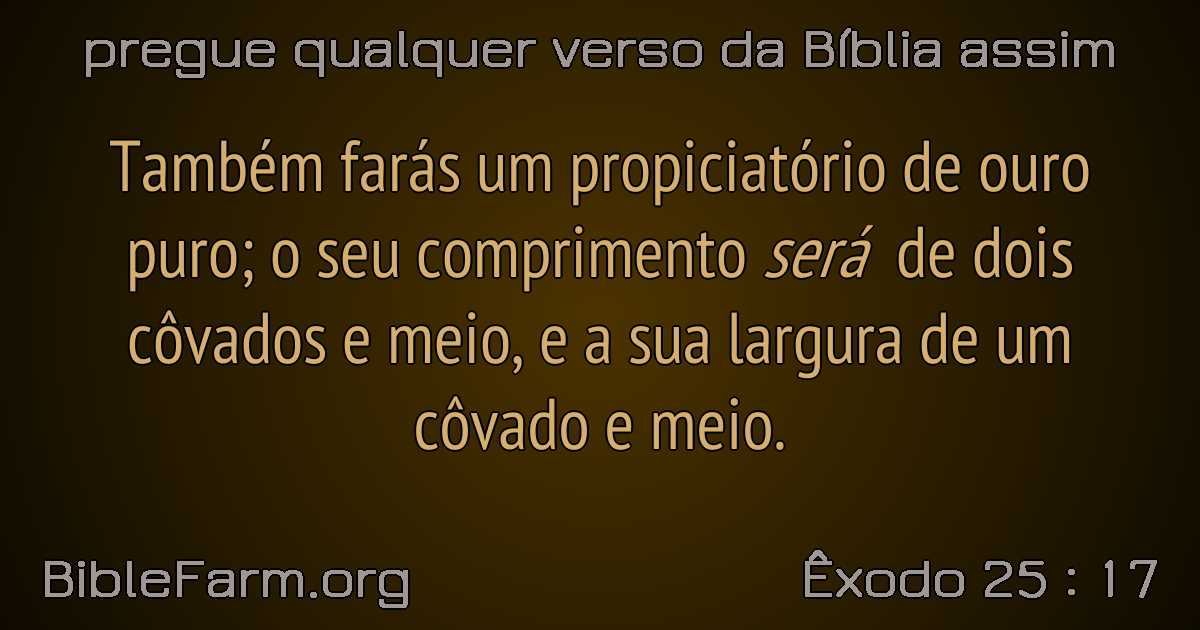 pregue qualquer verso da Bíblia assim
Também farás um propiciatório de ouro
puro; o seu comprimento será de dois
côvados e meio, e a sua largura de um
côvado e meio.
BibleFarm.org
Êxodo 25 : 17